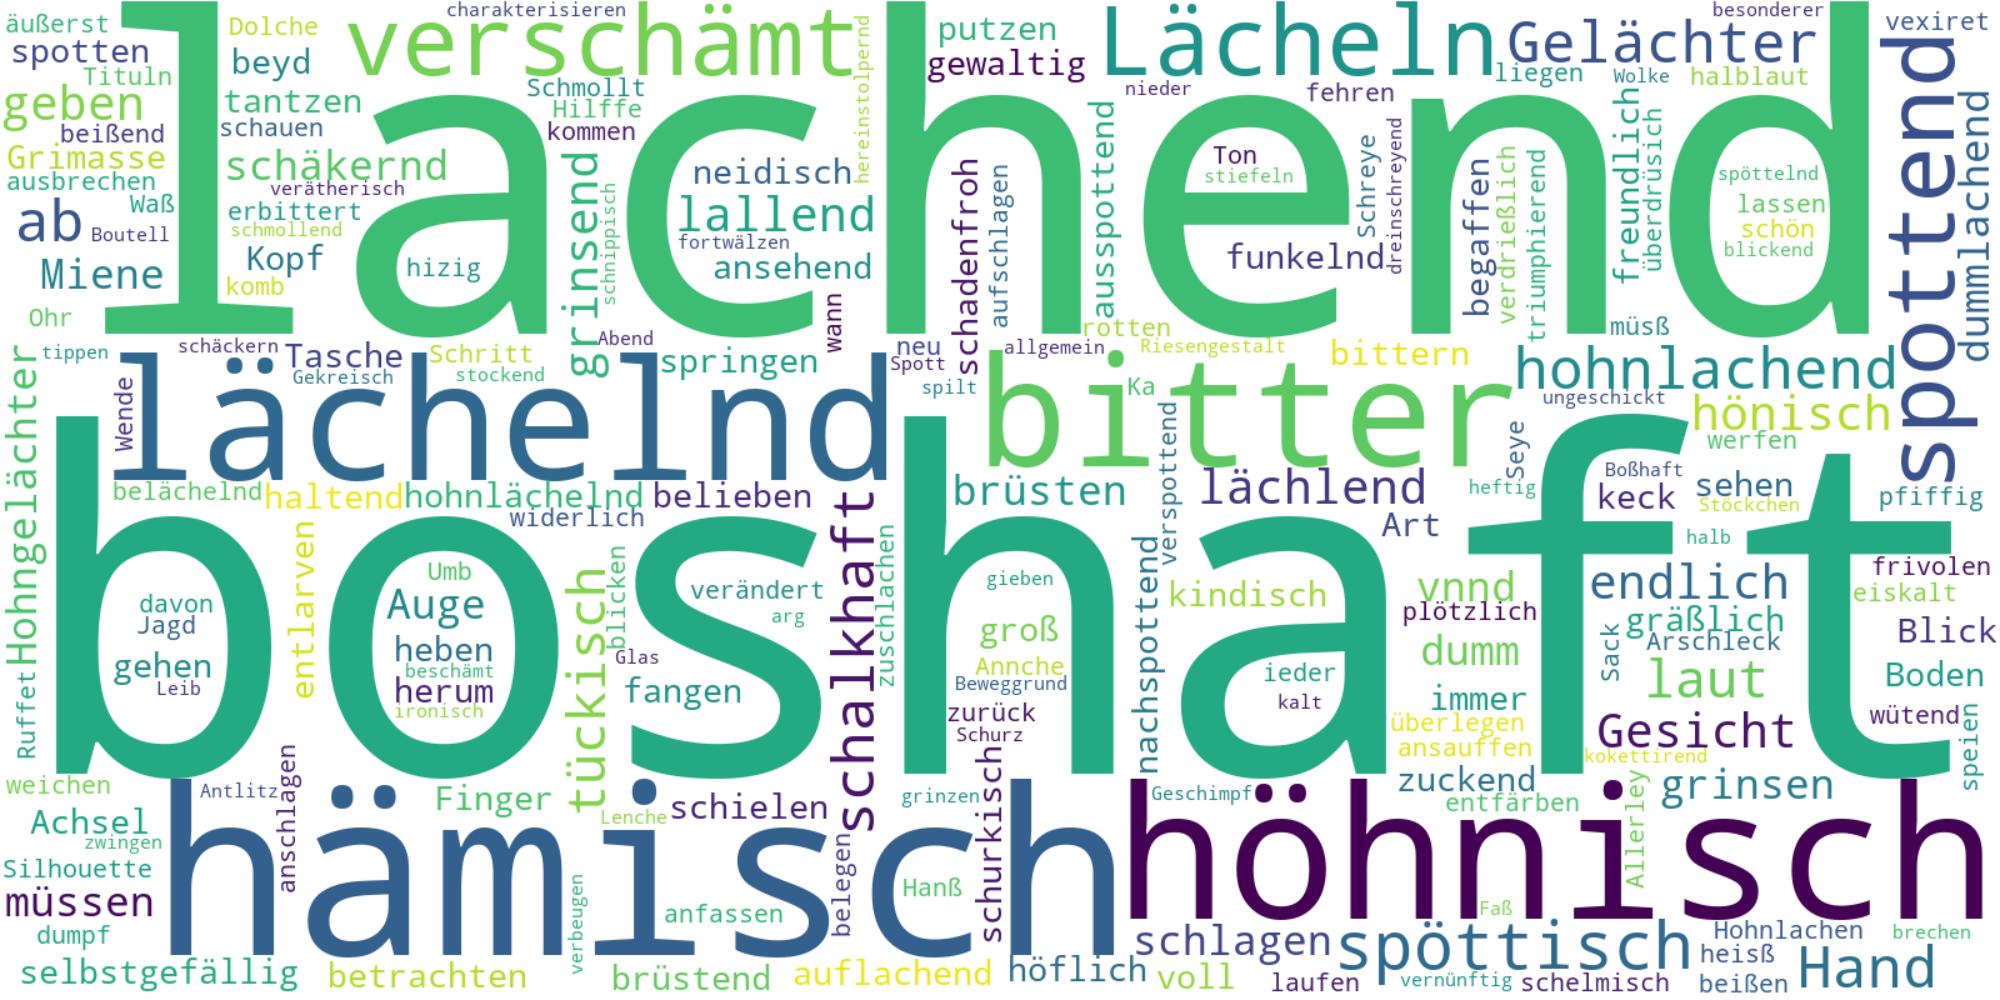 lachend
boshaft
hämisch
höhnisch
lächelnd
bitter
spottend
verschämt
Lächeln
Gelächter
hohnlachend
spöttisch
schalkhaft
hönisch
äußerst
spotten
Tituln
geben
beißend
Grimasse
ausbrechen
Waß
ab
Boutell
Miene
Ohr
Dolche
beyd
tantzen
schauen
schäkernd
verätherisch
erbittert
schmollend
Kopf
komb
charakterisieren
Schmollt
Hilffe
kommen
hizig
grinsend
schnippisch
neidisch
lallend
fortwälzen
ansehend
hereinstolpernd
putzen
gewaltig
schadenfroh
aufschlagen
ausspottend
nieder
Ton
stiefeln
fehren
Schreye
dreinschreyend
funkelnd
begaffen
verdrießlich
triumphierend
liegen
Wolke
halblaut
besonderer
freundlich
überdrüsich
spöttelnd
lassen
schön
blickend
vexiret
dummlachend
müsß
tippen
schäckern
Tasche
Gekreisch
Schritt
stockend
Abend
springen
wann
neu
Spott
spilt
allgemein
rotten
Riesengestalt
bittern
Ka
ungeschickt
werfen
Wende
Hohngelächter
Ruffet
belächelnd
haltend
hohnlächelnd
widerlich
belieben
brüsten
verspottend
lächlend
Art
heftig
Seye
Boßhaft
keck
sehen
Stöckchen
pfiffig
halb
entlarven
davon
Jagd
gehen
Leib
Umb
Auge
heben
beschämt
herum
ironisch
tückisch
blicken
Glas
fangen
verändert
arg
zuschlachen
gieben
groß
Annche
Beweggrund
zurück
Schurz
nachspottend
kindisch
ieder
kalt
vnnd
plötzlich
dumm
immer
überlegen
ansauffen
zuckend
entfärben
endlich
gräßlich
Arschleck
Sack
laut
Gesicht
kokettirend
grinsen
frivolen
eiskalt
Blick
Boden
wütend
speien
weichen
Achsel
zwingen
Silhouette
müssen
dumpf
selbstgefällig
Antlitz
anschlagen
Finger
Lenche
schielen
grinzen
Hanß
schurkisch
belegen
anfassen
verbeugen
betrachten
brüstend
auflachend
höflich
Geschimpf
Allerley
Faß
schlagen
voll
laufen
vernünftig
schelmisch
Hohnlachen
heisß
beißen
brechen
Hand